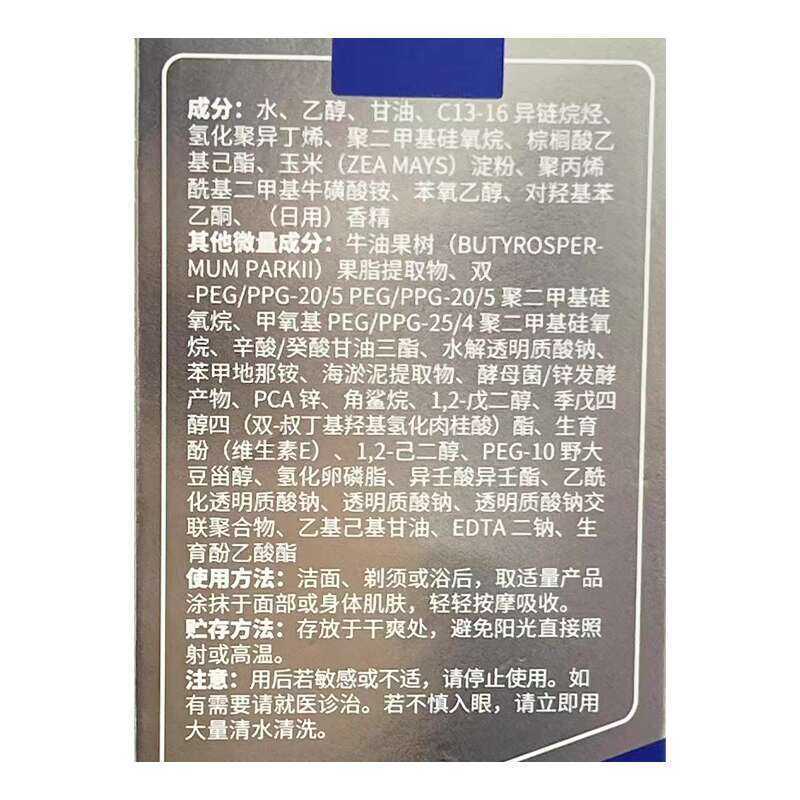 成分：水、乙醇、甘油、C13-16 异链烷烃、
氢化聚异丁烯、聚二甲基硅氧烷、棕榈酸乙
基己酯、玉米（ZEA MAYS）淀粉、聚丙烯
酰基二甲基牛磺酸铵、苯氧乙醇、对羟基苯
乙酮、（日用）香精
其他微量成分：牛油果树（BUTYROSPER-
MUM PARKII）果脂提取物、双
-PEG/PPG-20/5 PEG/PPG-20/5 聚二甲基硅
氧烷、甲氧基 PEG/PPG-25/4 聚二甲基硅氧
烷、辛酸/癸酸甘油三酯、水解透明质酸钠、
苯甲地那铵、海淤泥提取物、酵母菌/锌发酵
产物、PCA 锌、角鲨烷、1,2-戊二醇、季戊四
醇四（双-叔丁基羟基氢化肉桂酸）酯、生育
酚（维生素E）、1,2-己二醇、PEG-10 野大
豆甾醇、氢化卵磷脂、异壬酸异壬酯、乙酰
化透明质酸钠、透明质酸钠、透明质酸钠交
联聚合物、乙基己基甘油、EDTA 二钠、生
育酚乙酸酯
使用方法：洁面、剃须或浴后，取适量产品
涂抹于面部或身体肌肤，轻轻按摩吸收。
贮存方法：存放于干爽处，避免阳光直接照
射或高温。
注意：用后若敏感或不适，请停止使用。如
有需要请就医诊治。若不慎入眼，请立即用
大量清水清洗。